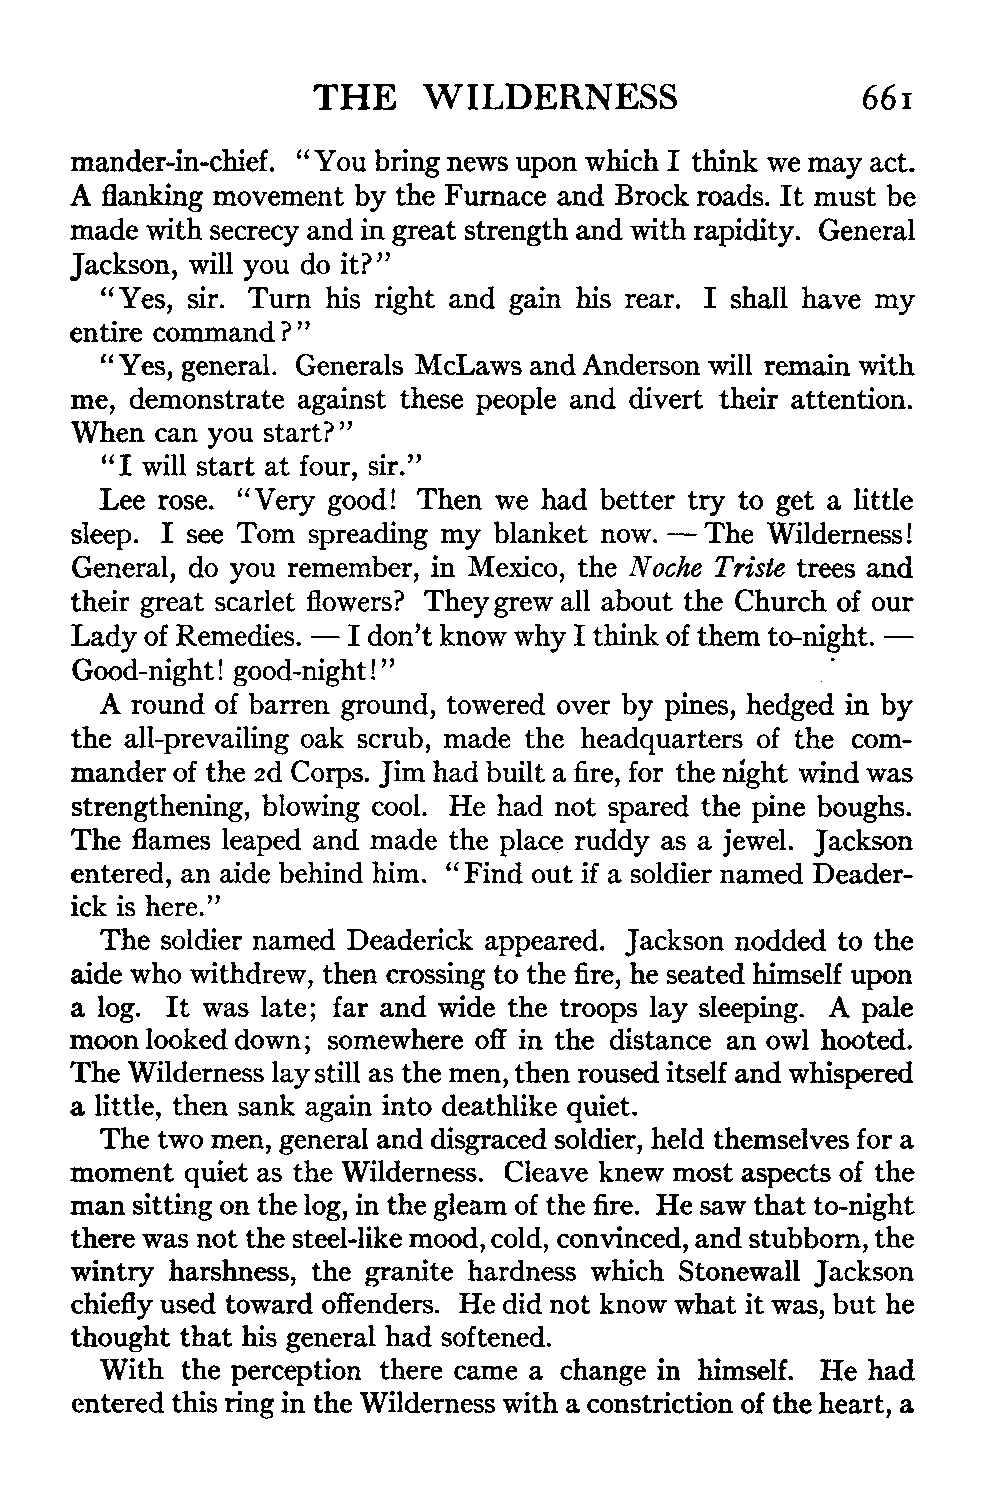 THE WILDERNESS 661
mander-in-chief. "You bring news upon which I think we may act.
A flanking movement by the Furnace and Brock roads. It must be
made with secrecy and in great strength and with rapidity. General
Jackson, will you do it?"
"Yes, sir. Turn his right and gain his rear. I shall have my
entire command?"
"Yes, general. Generals McLaws and Anderson will remain with
me, demonstrate against these people and divert their attention.
When can you start?"
"I will start at four, sir."
Lee rose. "Very good! Then we had better try to get a little
sleep. I see Tom spreading my blanket now. — The Wilderness!
General, do you remember, in Mexico, the Noche Triste trees and
their great scarlet flowers? They grew all about the Church of our
Lady of Remedies. — I don't know why I think of them to-night. —
Good-night! good-night!"
A round of barren ground, towered over by pines, hedged in by
the all-prevailing oak scrub, made the headquarters of the com-
mander of the 2d Corps. Jim had built a fire, for the night wind was
strengthening, blowing cool. He had not spared the pine boughs.
The flames leaped and made the place ruddy as a jewel. Jackson
entered, an aide behind him. "Find out if a soldier named Deader-
ick is here."
The soldier named Deaderick appeared. Jackson nodded to the
aide who withdrew, then crossing to the fire, he seated himself upon
a log. It was late; far and wide the troops lay sleeping. A pale
moon looked down; somewhere off in the distance an owl hooted.
The Wilderness lay still as the men, then roused itself and whispered
a little, then sank again into deathlike quiet.
The two men, general and disgraced soldier, held themselves for a
moment quiet as the Wilderness. Cleave knew most aspects of the
man sitting on the log, in the gleam of the fire. He saw that to-night
there was not the steel-like mood, cold, convinced, and stubborn, the
wintry harshness, the granite hardness which Stonewall Jackson
chiefly used toward offenders. He did not know what it was, but he
thought that his general had softened.
With the perception there came a change in himself. He had
entered this ring in the Wilderness with a constriction of the heart, a